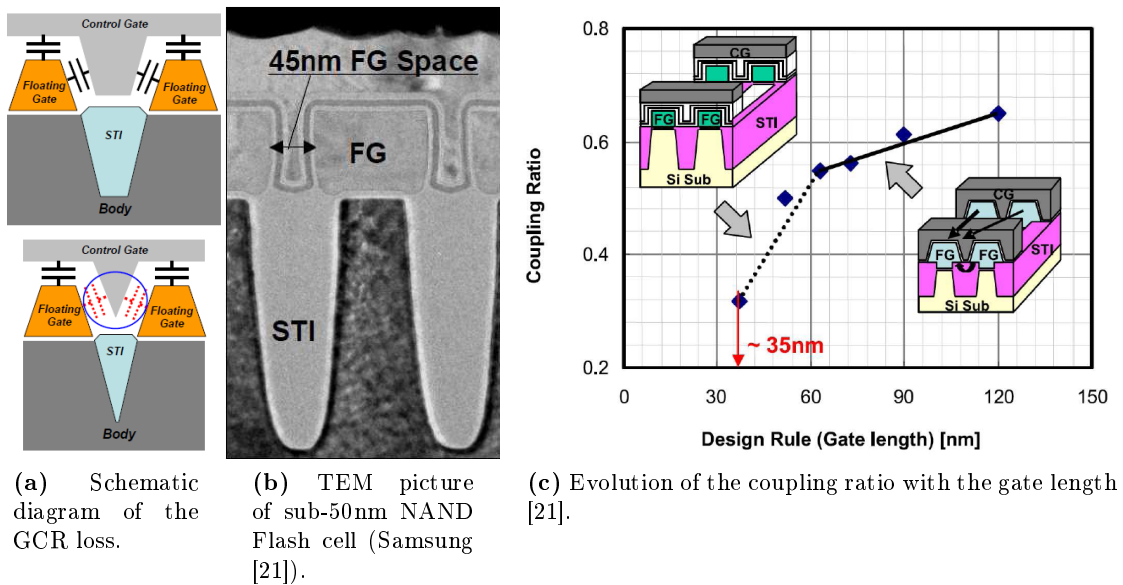 Control Gate
Floating
Gate
Floating
Gate
STI
Body
Control Gate
Floating
Gate
Floating
Gate
STI
Body
(a) Schematic
diagram of the
GCR loss.
45nm FG Space
FG
STI
(b) TEM picture
of sub-50nm NAND
Flash cell (Samsung
[21]).
Coupling Ratio
0.8
0.6
0.4
0.2
0
30
60
90
120
150
Design Rule (Gate length) [nm]
CG
FG
FG
STI
Si Sub
CG
FG
FG
STI
Si Sub
~ 35nm
(c) Evolution of the coupling ratio with the gate length
[21].